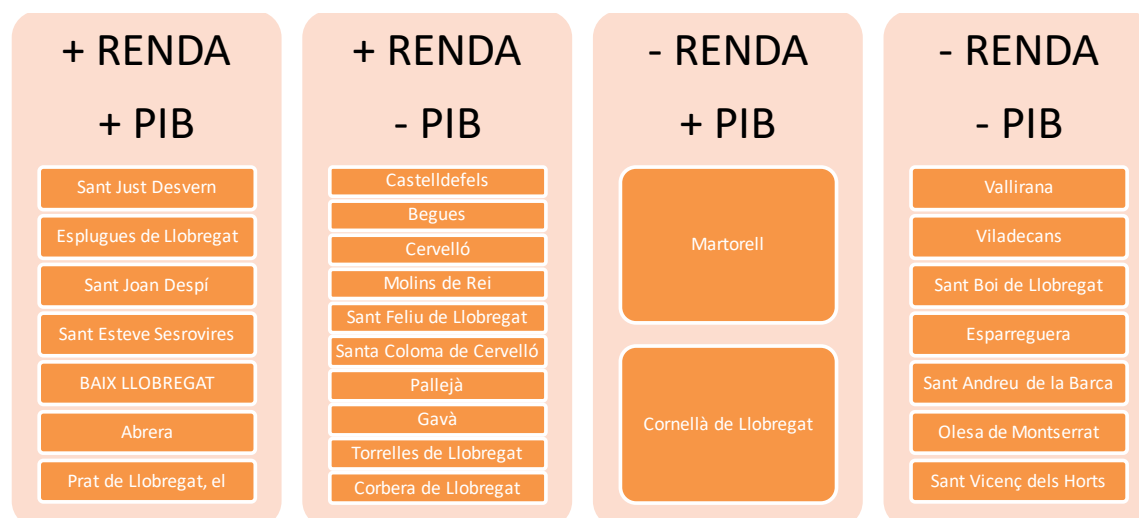 + RENDA
+ PIB
Sant Just Desvern
Esplugues de Llobregat
Sant Joan Despí
Sant Esteve Sesrovires
BAIX LLOBREGAT
Abrera
Prat de Llobregat, el
+ RENDA
- PIB
Castelldefels
Begues
Cervelló
Molins de Rei
Sant Feliu de Llobregat
Santa Coloma de Cervelló
Pallejà
Gavà
Torrelles de Llobregat
Corbera de Llobregat
- RENDA
+ PIB
Martorell
Cornellà de Llobregat
- RENDA
- PIB
Vallirana
Viladecans
Sant Boi de Llobregat
Esparreguera
Sant Andreu de la Barca
Olesa de Montserrat
Sant Vicenç dels Horts